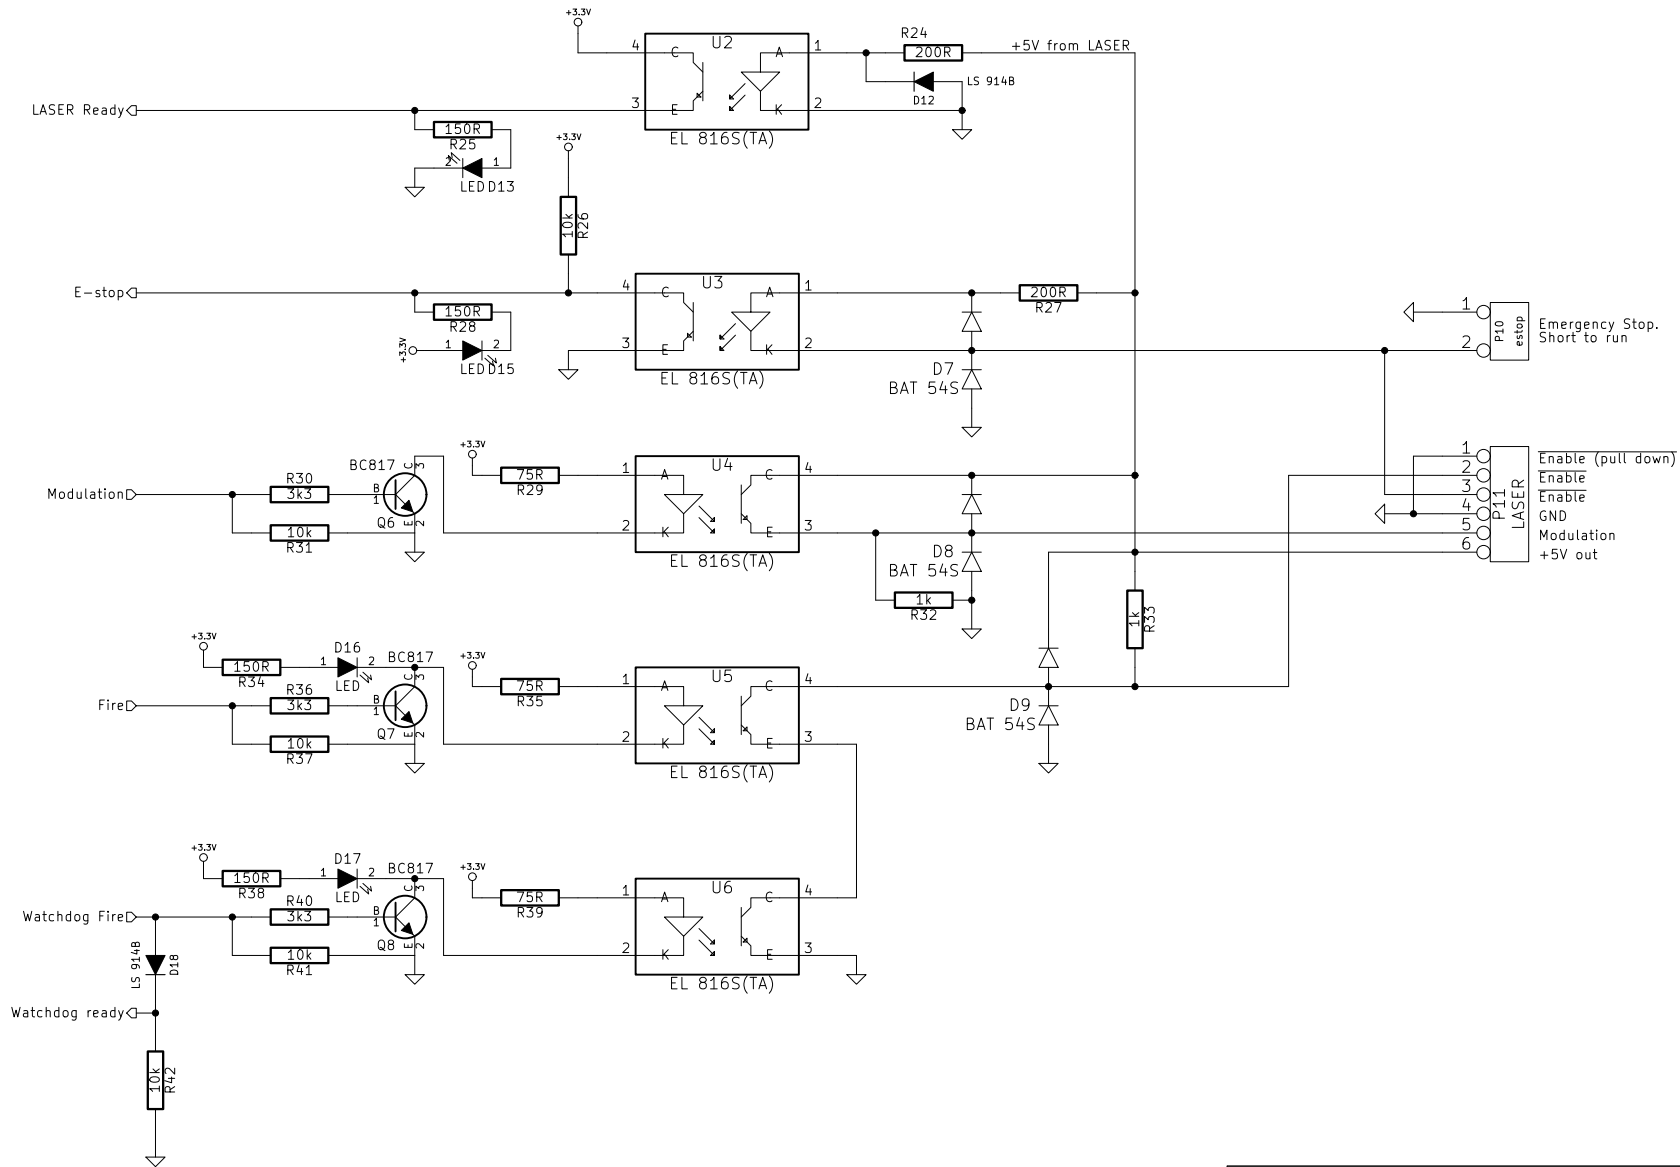 +3.3V
R24
U2
4
C
A
1
200R
+5V from LASER
LS 914B
D12
LASER Ready
3
E
K
2
EL 816S(TA)
150R
R25
2
1
LED D13
+3.3V
10k
R26
U3
E-stop
4
C
A
1
200R
R27
150R
R28
+3.3V
1
2
LED D15
3
E
K
2
EL 816S(TA)
D7
BAT 54S
1
2
P10
estop
Emergency Stop.
Short to run
BC817
C
3
+3.3V
R30
3k3
Modulation
B
1
Q6
E
2
10k
R31
75R
R29
1
A
U4
C
4
2
K
E
3
EL 816S(TA)
D8
BAT 54S
1k
R32
1k
R33
1
2
3
4
5
6
P11
LASER
Enable (pull down)
Enable
Enable
GND
Modulation
+5V out
+3.3V
150R
R34
1
D16
2
LED
BC817
C
3
R36
3k3
Fire
B
1
Q7
E
2
10k
R37
+3.3V
75R
R35
1
A
U5
C
4
2
K
E
3
EL 816S(TA)
D9
BAT 54S
+3.3V
150R
R38
1
D17
2
LED
BC817
C
3
R40
3k3
Watchdog Fire
B
1
Q8
E
2
10k
R41
+3.3V
75R
R39
1
A
U6
C
4
2
K
E
3
EL 816S(TA)
LS 914B
D18
Watchdog ready
10k
R42